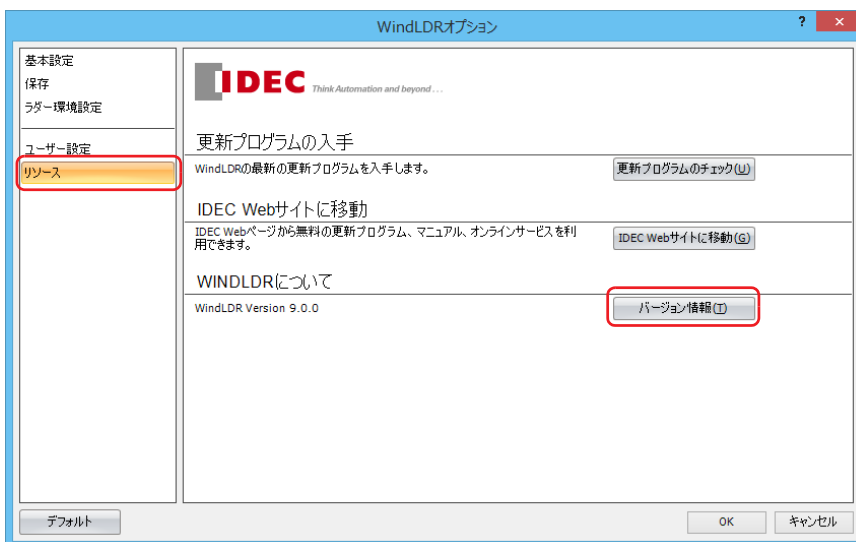 WindLDRオプション
?
×
基本設定
保存
ラダー環境設定
ユーザー設定
リソース
IDEC Think Automation and beyond...
更新プログラムの入手
WindLDRの最新の更新プログラムを入手します。
更新プログラムのチェック(U)
IDEC Webサイトに移動
IDEC Webページから無料の更新プログラム、マニュアル、オンラインサービスを利
用できます。
IDEC Webサイトに移動(G)
WINDLDRについて
WindLDR Version 9.0.0
バージョン情報(T)
デフォルト
OK
キャンセル